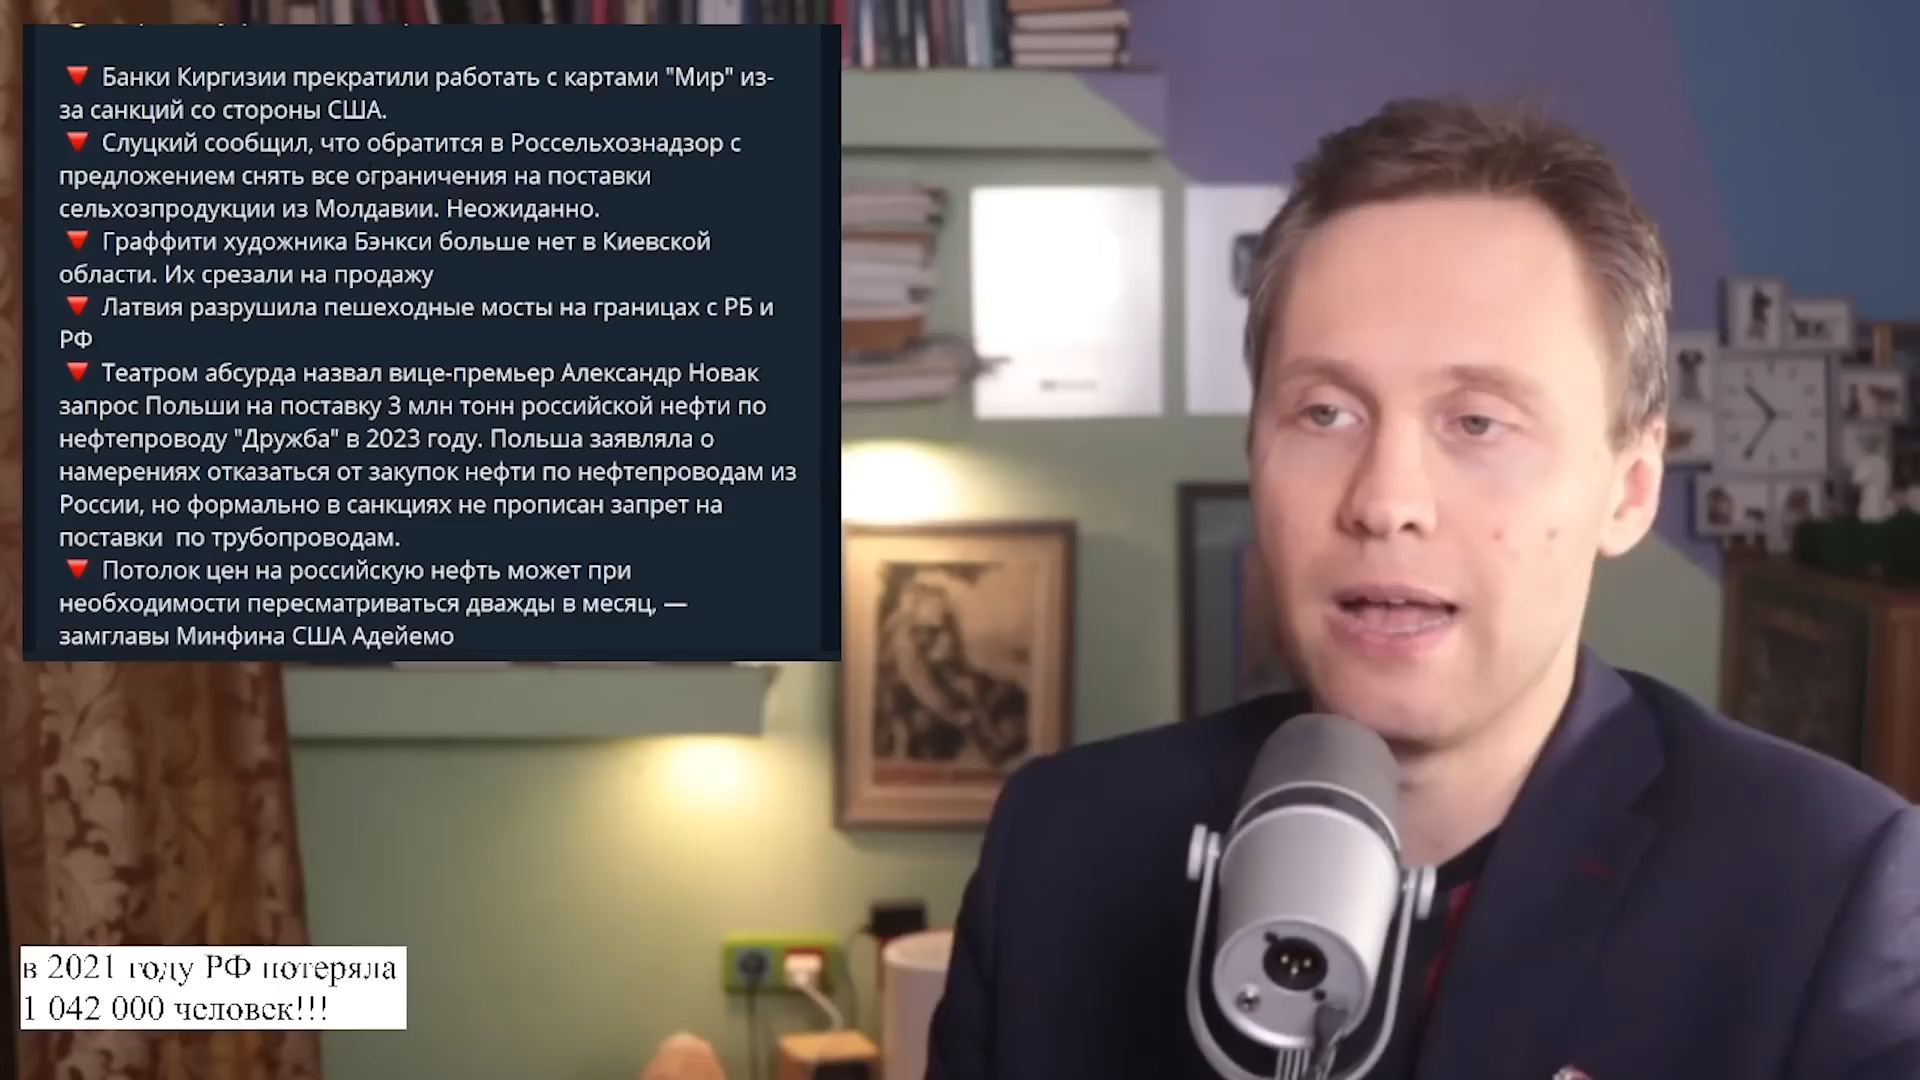 Банки Киргизии прекратили работать с картами "Мир" из-
за санкций со стороны США.
Слуцкий сообщил, что обратится в Россельхознадзор с
предложением снять все ограничения на поставки
сельхозпродукции из Молдавии. Неожиданно.
Граффити художника Бэнкси больше нет в Киевской
области. Их срезали на продажу
Латвия разрушила пешеходные мосты на границах с РБ и
РФ
Театром абсурда назвал вице-премьер Александр Новак
запрос Польши на поставку 3 млн тонн российской нефти по
нефтепроводу "Дружба" в 2023 году. Польша заявляла о
намерениях отказаться от закупок нефти по нефтепроводам из
России, но формально в санкциях не прописан запрет на
поставки по трубопроводам.
Потолок цен на российскую нефть может при
необходимости пересматриваться дважды в месяц, —
замглавы Минфина США Адейемо
в 2021 году РФ потеряла
1 042 000 человек!!!